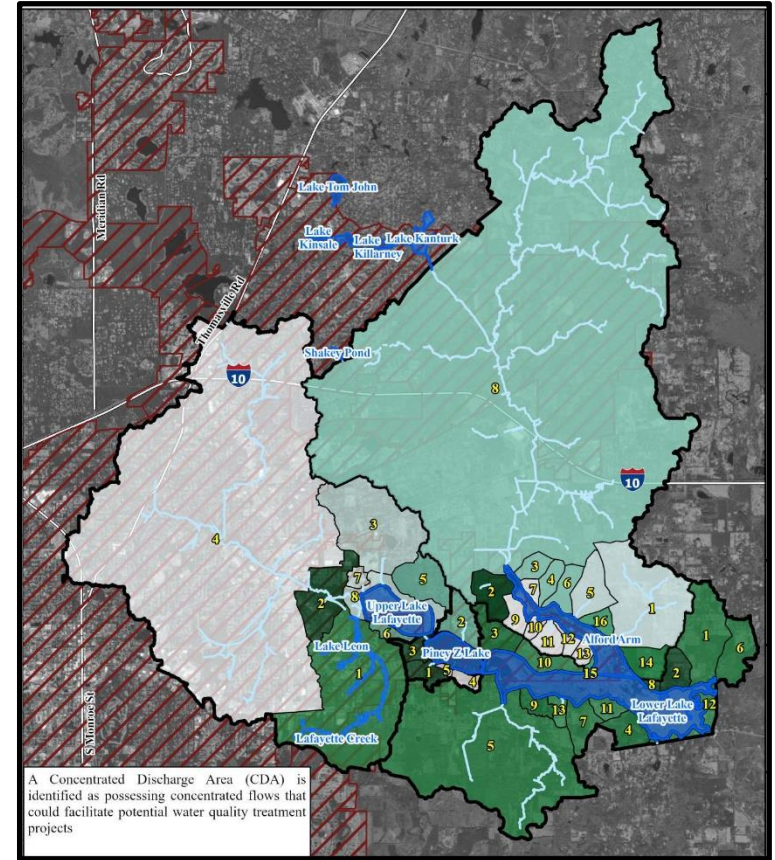 Lake Tom John
Meridian Rd
Lake
Kinsale
Lake
Killarney
Lake Kanturk
Thomasville Rd
Shakey Pond
10
8
10
4
3
7
5
8
2
Upper Lake
Lafayette
6
Lake Leon
1
Lafayette Creek
2
2
3
Piney Z Lake
3
1
5
4
3
4
6
7
5
1
9
10
11
12
13
16
Alford Arm
1
6
10
15
14
2
8
12
Lower Lake
Lafayette
9
13
7
11
4
5
S Monroe St
A Concentrated Discharge Area (CDA) is
identified as possessing concentrated flows that
could facilitate potential water quality treatment
projects